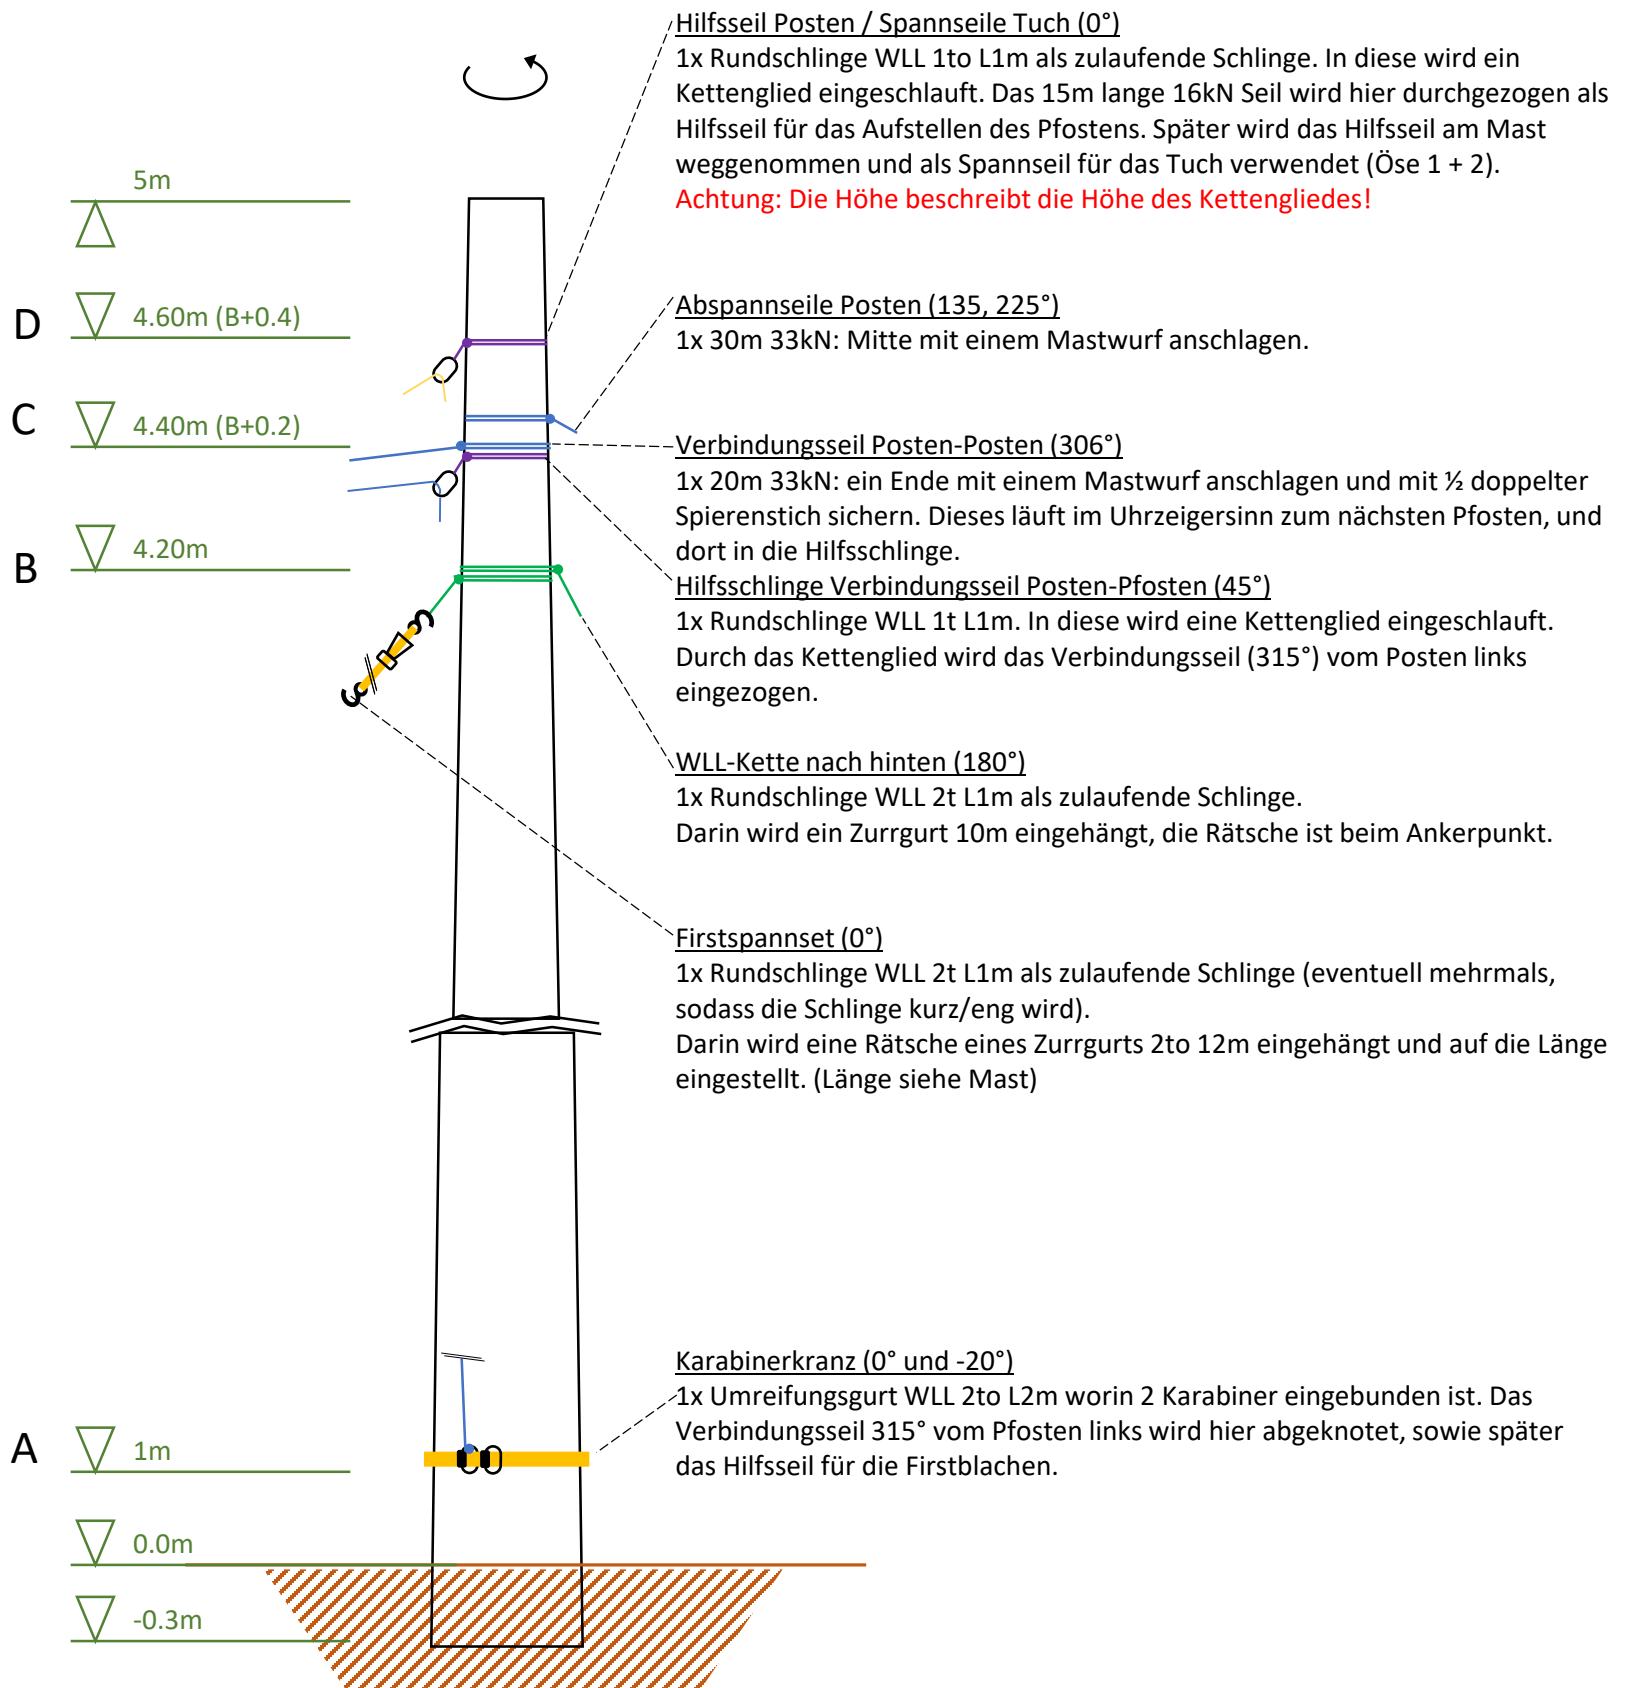 Hilfsseil Posten / Spannseile Tuch (0°)
1x Rundschlinge WLL 1to L1m als zulaufende Schlinge. In diese wird ein
Kettenglied eingeschlauft. Das 15m lange 16kN Seil wird hier durchgezogen als
Hilfsseil für das Aufstellen des Pfostens. Später wird das Hilfsseil am Mast
weggenommen und als Spannseil für das Tuch verwendet (Öse 1 + 2).
Achtung: Die Höhe beschreibt die Höhe des Kettengliedes!
5m
D
4.60m (B+0.4)
Abspannseile Posten (135, 225°)
1x 30m 33kN: Mitte mit einem Mastwurf anschlagen.
C
4.40m (B+0.2)
Verbindungsseil Posten-Posten (306°)
1x 20m 33kN: ein Ende mit einem Mastwurf anschlagen und mit ½ doppelter
Spierenstich sichern. Dieses läuft im Uhrzeigersinn zum nächsten Pfosten, und
dort in die Hilfsschlinge.
B
4.20m
Hilfsschlinge Verbindungsseil Posten-Pfosten (45°)
1x Rundschlinge WLL 1t L1m. In diese wird eine Kettenglied eingeschlauft.
Durch das Kettenglied wird das Verbindungsseil (315°) vom Posten links
eingezogen.
WLL-Kette nach hinten (180°)
1x Rundschlinge WLL 2t L1m als zulaufende Schlinge.
Darin wird ein Zurrgurt 10m eingehängt, die Rätsche ist beim Ankerpunkt.
Firstspannset (0°)
1x Rundschlinge WLL 2t L1m als zulaufende Schlinge (eventuell mehrmals,
sodass die Schlinge kurz/eng wird).
Darin wird eine Rätsche eines Zurrgurts 2to 12m eingehängt und auf die Länge
eingestellt. (Länge siehe Mast)
Karabinerkranz (0° und -20°)
1x Umreifungsgurt WLL 2to L2m worin 2 Karabiner eingebunden ist. Das
Verbindungsseil 315° vom Pfosten links wird hier abgeknotet, sowie später
das Hilfsseil für die Firstblachen.
A
1m
0.0m
-0.3m